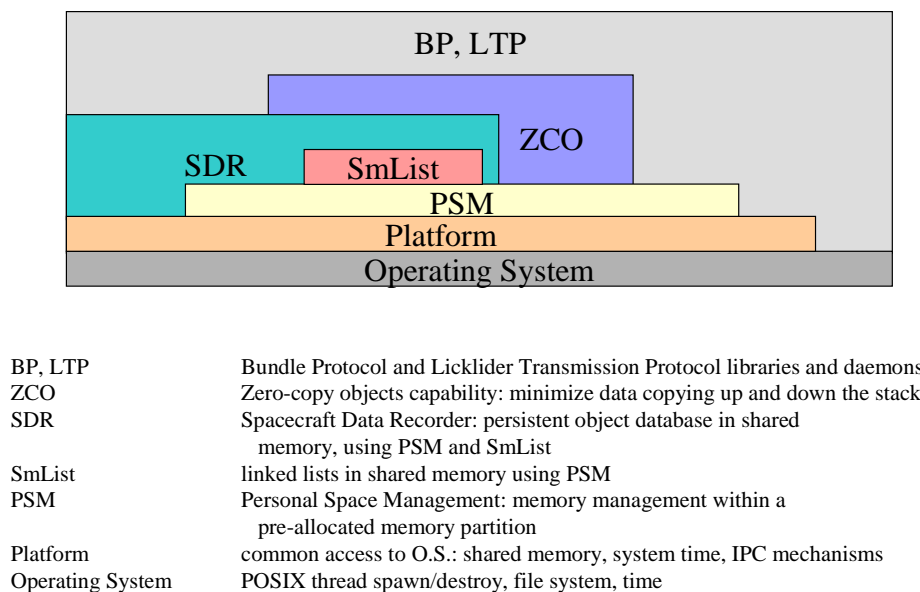 BP, LTP
ZCO
SDR
SmList
PSM
Platform
Operating System
BP, LTP Bundle Protocol and Licklider Transmission Protocol libraries and daemons
ZCO Zero-copy objects capability: minimize data copying up and down the stack
SDR Spacecraft Data Recorder: persistent object database in shared
memory, using PSM and SmList
SmList linked lists in shared memory using PSM
PSM Personal Space Management: memory management within a
pre-allocated memory partition
Platform common access to O.S.: shared memory, system time, IPC mechanisms
Operating System POSIX thread spawn/destroy, file system, time